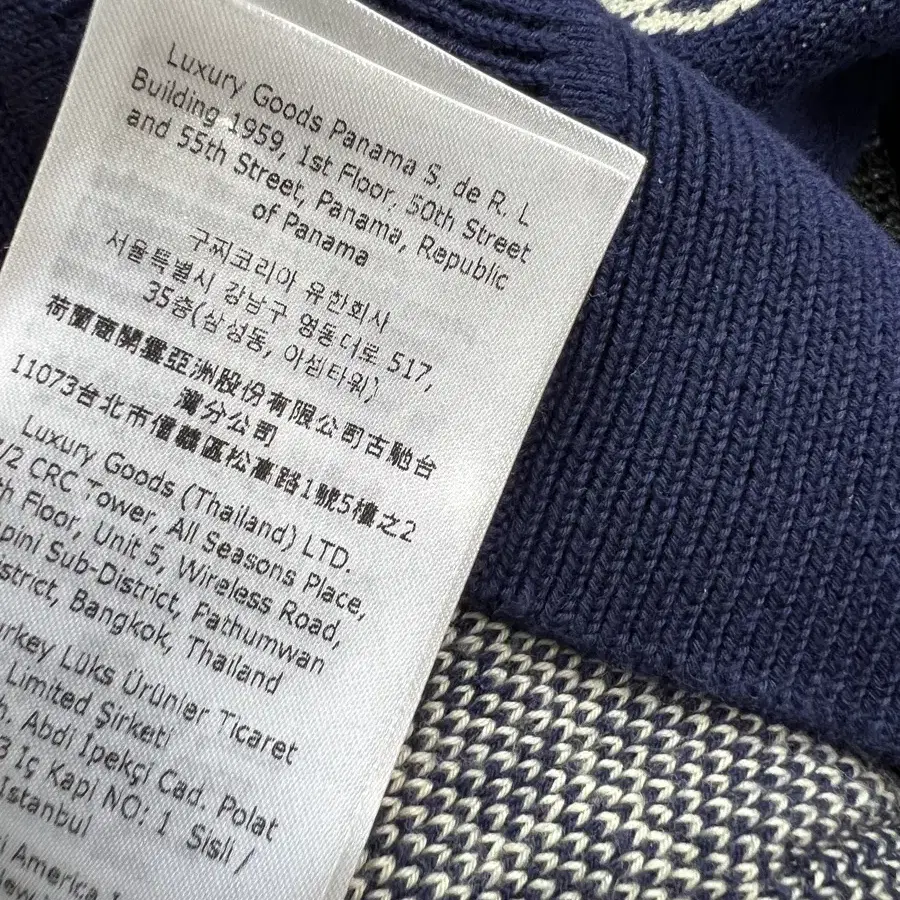 Luxury Goods Panama S. de R. L
Building 1959, 1st Floor, 50th Street
and 55th Street, Panama, Republic
of Panama
구찌코리아 유한회사
서울특별시 강남구 영동대로 517,
35층(삼성동, 아셈타워)
荷蘭商開雲亞洲股份有限公司古馳台
灣分公司
11073台北市信義區松高路1號5樓之2
Luxury Goods (Thailand) LTD.
/2 CRC Tower, All Seasons Place,
th Floor, Unit 5, Wireless Road,
pini Sub-District, Pathumwan
strict, Bangkok, Thailand
urkey Lüks Ürünler Ticaret
Limited Şirketi
h. Abdi İpekçi Cad. Polat
3 İç Kapi NO: 1 Sisli /
Istanbul
i America